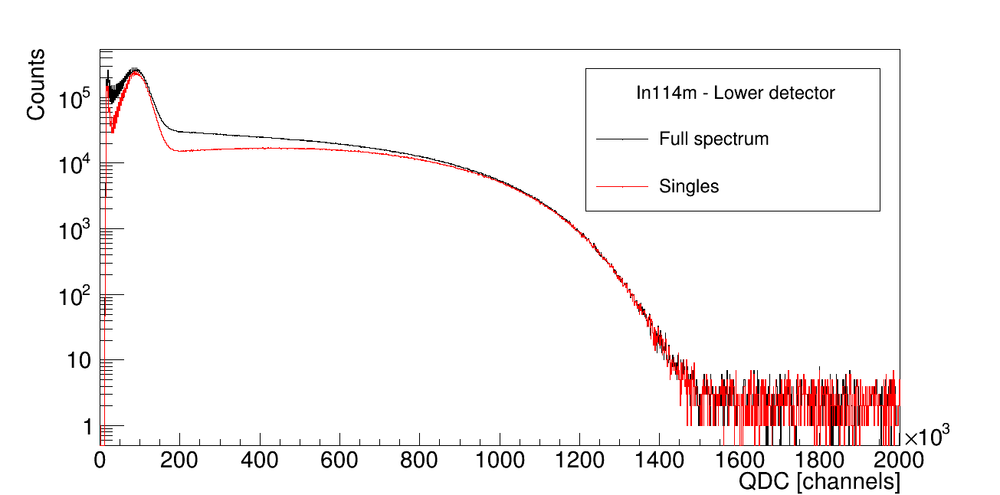 Counts
10^5
10^4
10^3
10^2
10
1
In114m - Lower detector
Full spectrum
Singles
0 200 400 600 800 1000 1200 1400 1600 1800 2000
×10^3
QDC [channels]